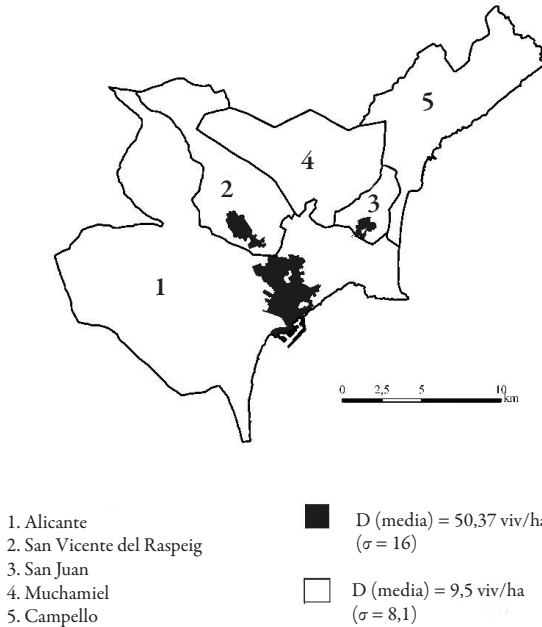 5
4
2
3
1
0 2,5 5 10
km
1. Alicante
2. San Vicente del Raspeig
3. San Juan
4. Muchamiel
5. Campello
D (media) = 50,37 viv/ha
(σ = 16)
D (media) = 9,5 viv/ha
(σ = 8,1)